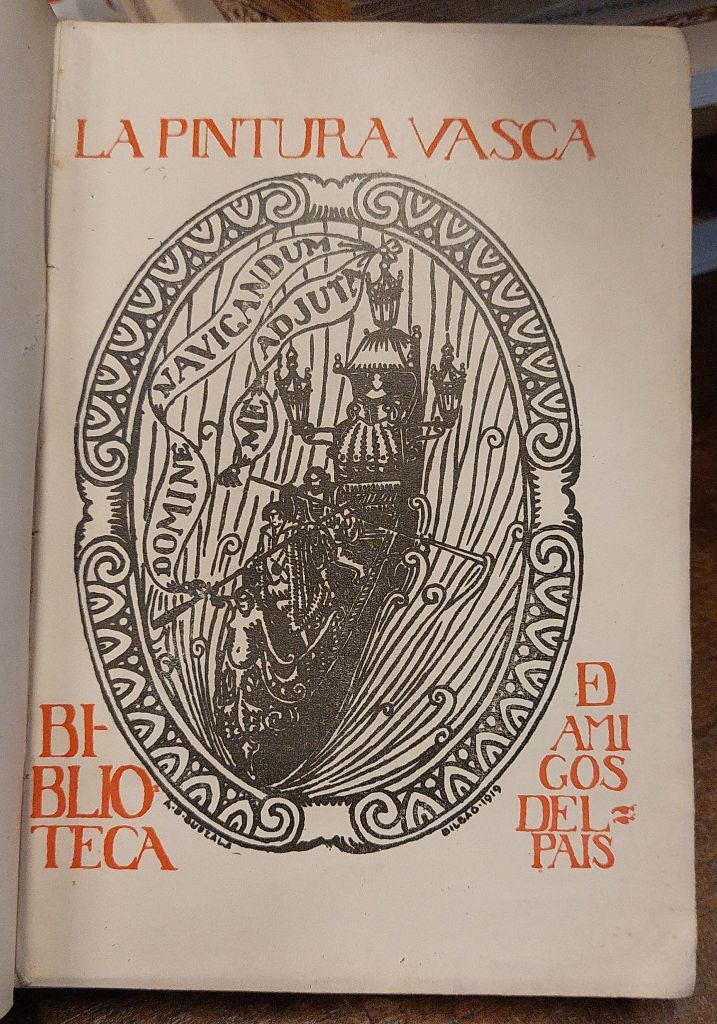 LA PINTURA VASCA
DOMINE NAVIGANDUM
ME ADJUTA
BI-
BLIO-
TECA
DE
AMI
GOS
DEL=
PAIS
BILBAO·1919